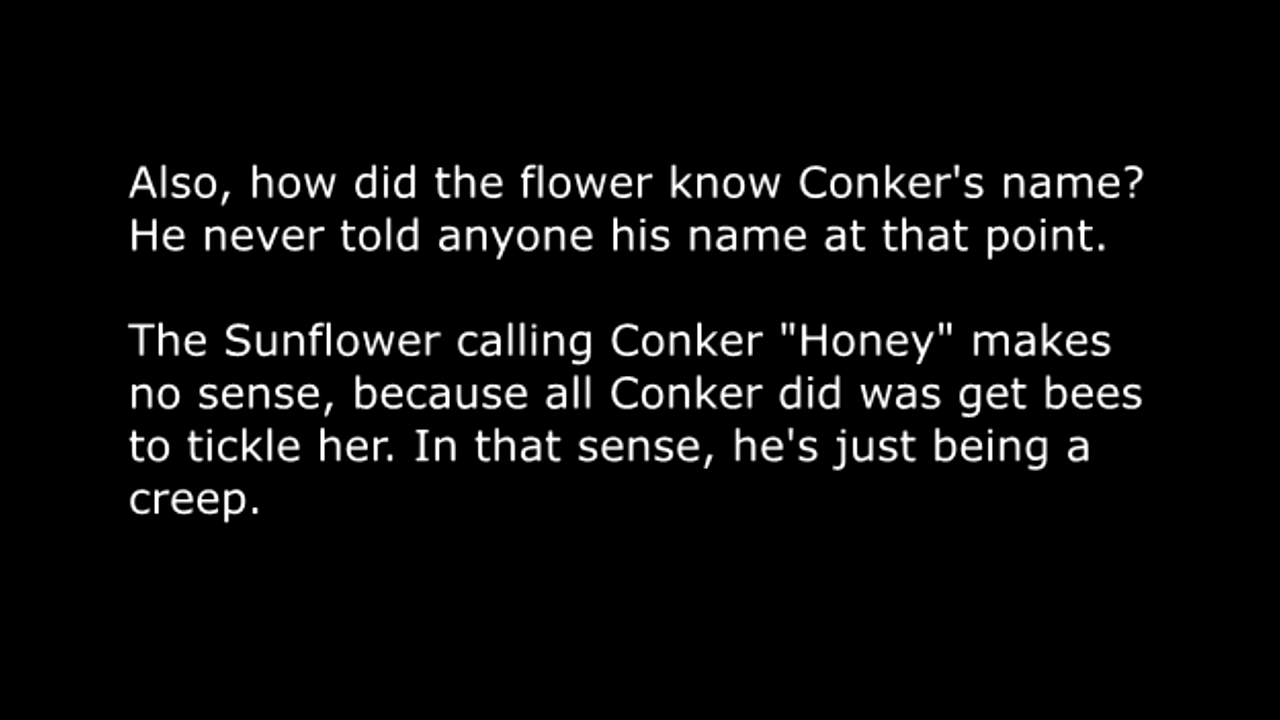 Also, how did the flower know Conker's name?
He never told anyone his name at that point.
The Sunflower calling Conker "Honey" makes
no sense, because all Conker did was get bees
to tickle her. In that sense, he's just being a
creep.